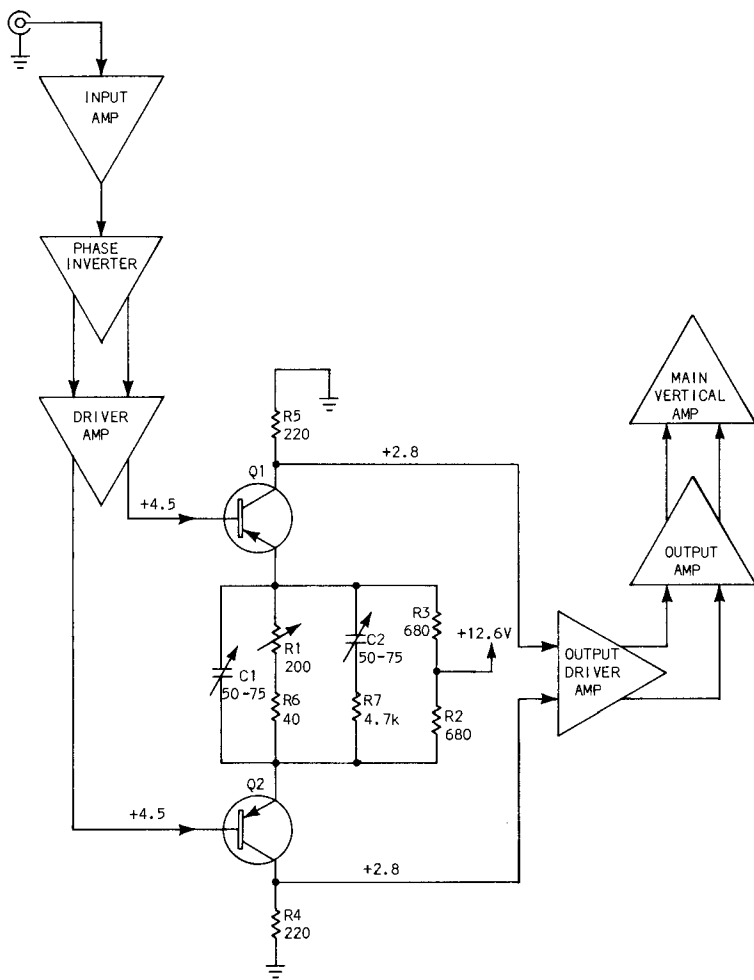 INPUT
AMP
PHASE
INVERTER
DRIVER
AMP
R5
220
+2.8
Q1
+4.5
MAIN
VERTICAL
AMP
OUTPUT
AMP
R3
680
+12.6V
C2
50-75
R1
200
C1
50-75
R6
40
R7
4.7k
R2
680
OUTPUT
DRIVER
AMP
Q2
+4.5
+2.8
R4
220